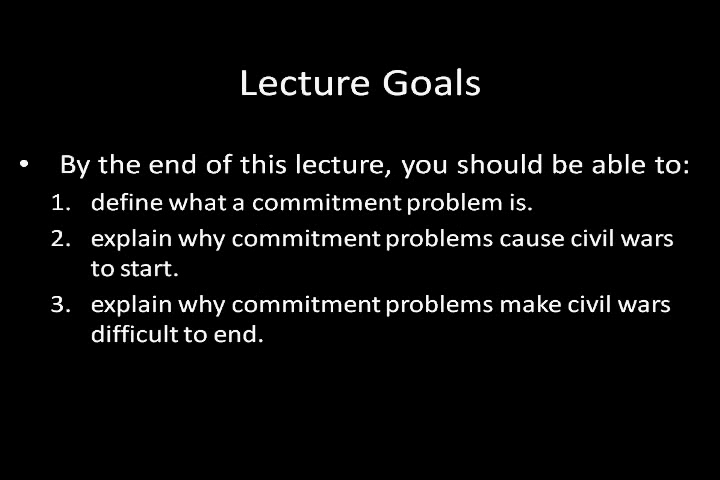 Lecture Goals
• By the end of this lecture, you should be able to:
1. define what a commitment problem is.
2. explain why commitment problems cause civil wars
to start.
3. explain why commitment problems make civil wars
difficult to end.